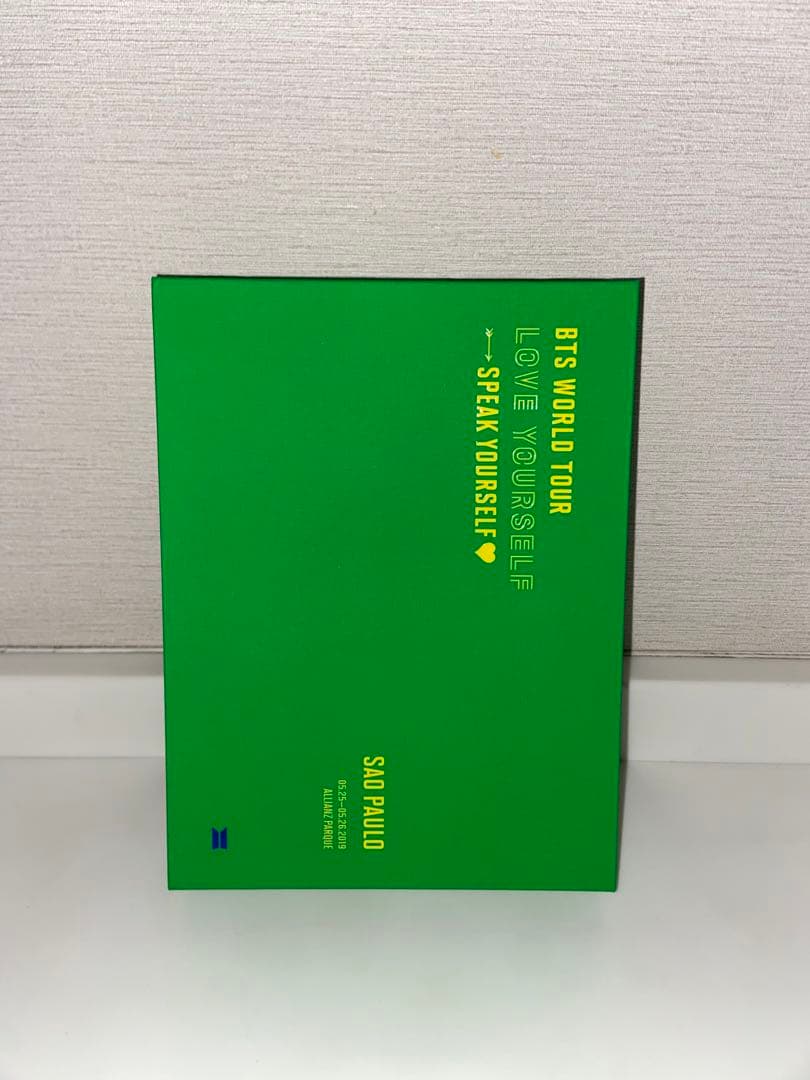 BTS WORLD TOUR
LOVE YOURSELF
SPEAK YOURSELF
SAO PAULO
05.25—05.26.2019
ALLIANZ PARQUE